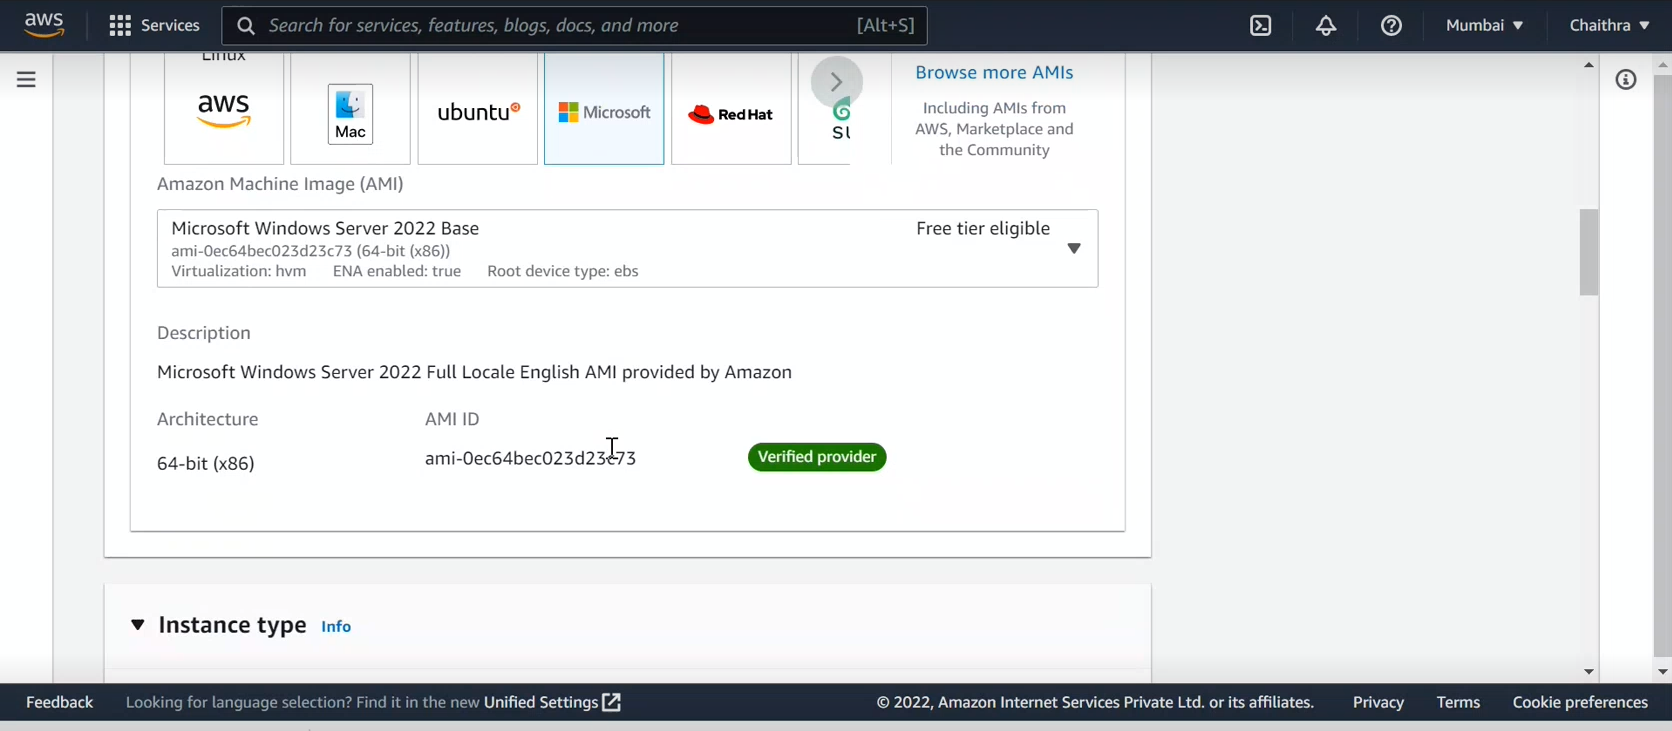 aws Services Search for services, features, blogs, docs, and more [Alt+S] Mumbai Chaithra
Linux
aws
Mac
ubuntu
Microsoft
Red Hat
Browse more AMIs
Including AMIs from
AWS, Marketplace and
the Community
Amazon Machine Image (AMI)
Microsoft Windows Server 2022 Base Free tier eligible
ami-0ec64bec023d23c73 (64-bit (x86))
Virtualization: hvm ENA enabled: true Root device type: ebs
Description
Microsoft Windows Server 2022 Full Locale English AMI provided by Amazon
Architecture AMI ID
64-bit (x86) ami-0ec64bec023d23c73 Verified provider
Instance type Info
Feedback Looking for language selection? Find it in the new Unified Settings © 2022, Amazon Internet Services Private Ltd. or its affiliates. Privacy Terms Cookie preferences